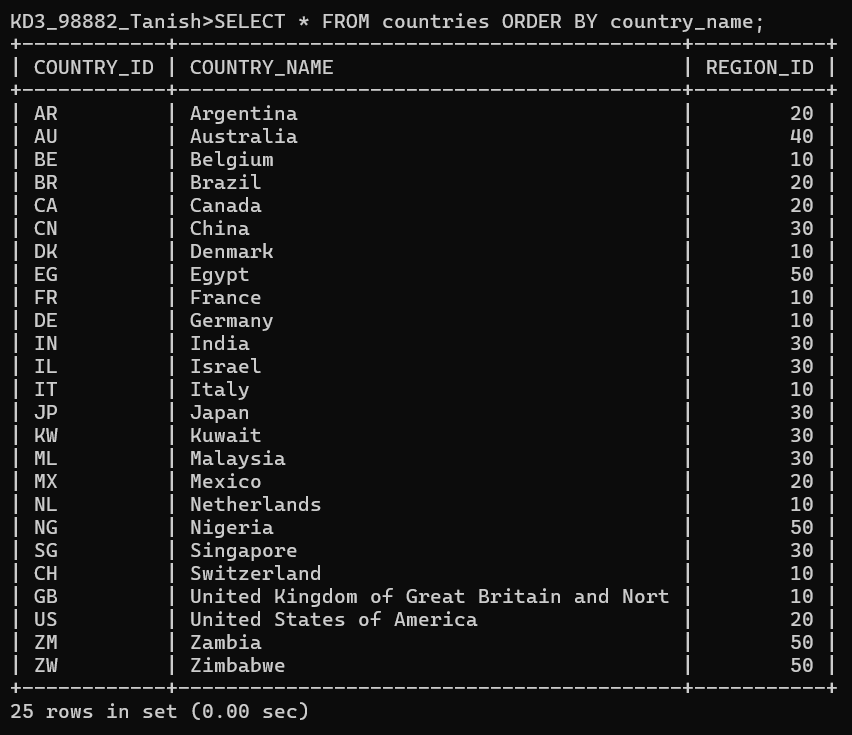 KD3_98882_Tanish>SELECT * FROM countries ORDER BY country_name;
+------------+------------------------------------------+-----------+
| COUNTRY_ID | COUNTRY_NAME                             | REGION_ID |
+------------+------------------------------------------+-----------+
| AR         | Argentina                                |        20 |
| AU         | Australia                                |        40 |
| BE         | Belgium                                  |        10 |
| BR         | Brazil                                   |        20 |
| CA         | Canada                                   |        20 |
| CN         | China                                    |        30 |
| DK         | Denmark                                  |        10 |
| EG         | Egypt                                    |        50 |
| FR         | France                                   |        10 |
| DE         | Germany                                  |        10 |
| IN         | India                                    |        30 |
| IL         | Israel                                   |        30 |
| IT         | Italy                                    |        10 |
| JP         | Japan                                    |        30 |
| KW         | Kuwait                                   |        30 |
| ML         | Malaysia                                 |        30 |
| MX         | Mexico                                   |        20 |
| NL         | Netherlands                              |        10 |
| NG         | Nigeria                                  |        50 |
| SG         | Singapore                                |        30 |
| CH         | Switzerland                              |        10 |
| GB         | United Kingdom of Great Britain and Nort |        10 |
| US         | United States of America                 |        20 |
| ZM         | Zambia                                   |        50 |
| ZW         | Zimbabwe                                 |        50 |
+------------+------------------------------------------+-----------+
25 rows in set (0.00 sec)